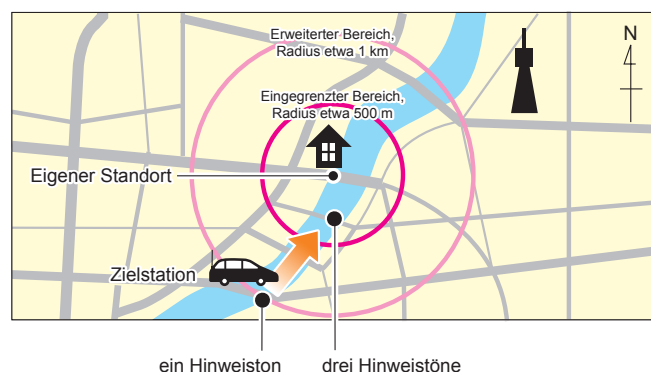 Erweiterter Bereich,
Radius etwa 1 km
N
Eingegrenzter Bereich,
Radius etwa 500 m
Eigener Standort
Zielstation
ein Hinweiston
drei Hinweistöne